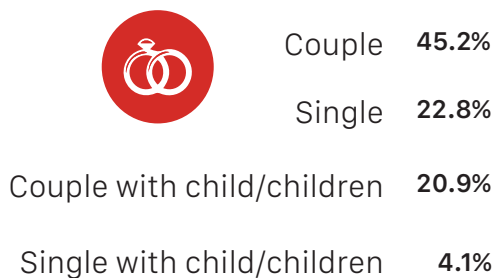 Couple 45.2%
Single 22.8%
Couple with child/children 20.9%
Single with child/children 4.1%